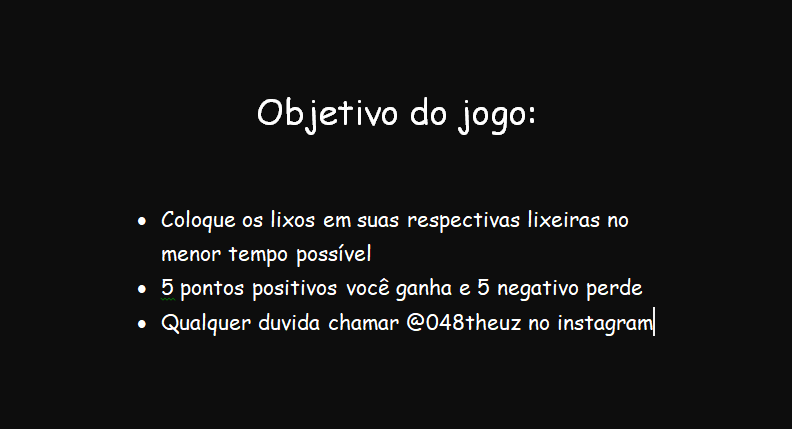 Objetivo do jogo:
• Coloque os lixos em suas respectivas lixeiras no
menor tempo possível
• 5 pontos positivos você ganha e 5 negativo perde
• Qualquer duvida chamar @048theuz no instagram